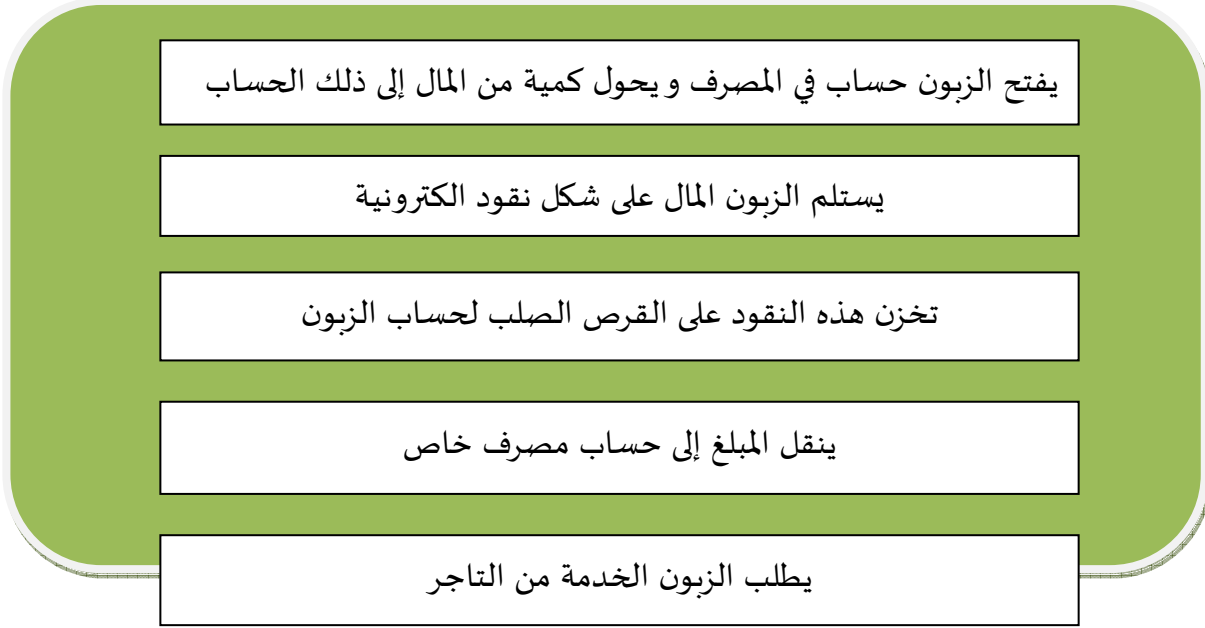 يفتح الزبون حساب في المصرف و يحول كمية من المال إلى ذلك الحساب
يستلم الزبون المال على شكل نقود الكترونية
تخزن هذه النقود على القرص الصلب لحساب الزبون
ينقل المبلغ إلى حساب مصرف خاص
يطلب الزبون الخدمة من التاجر